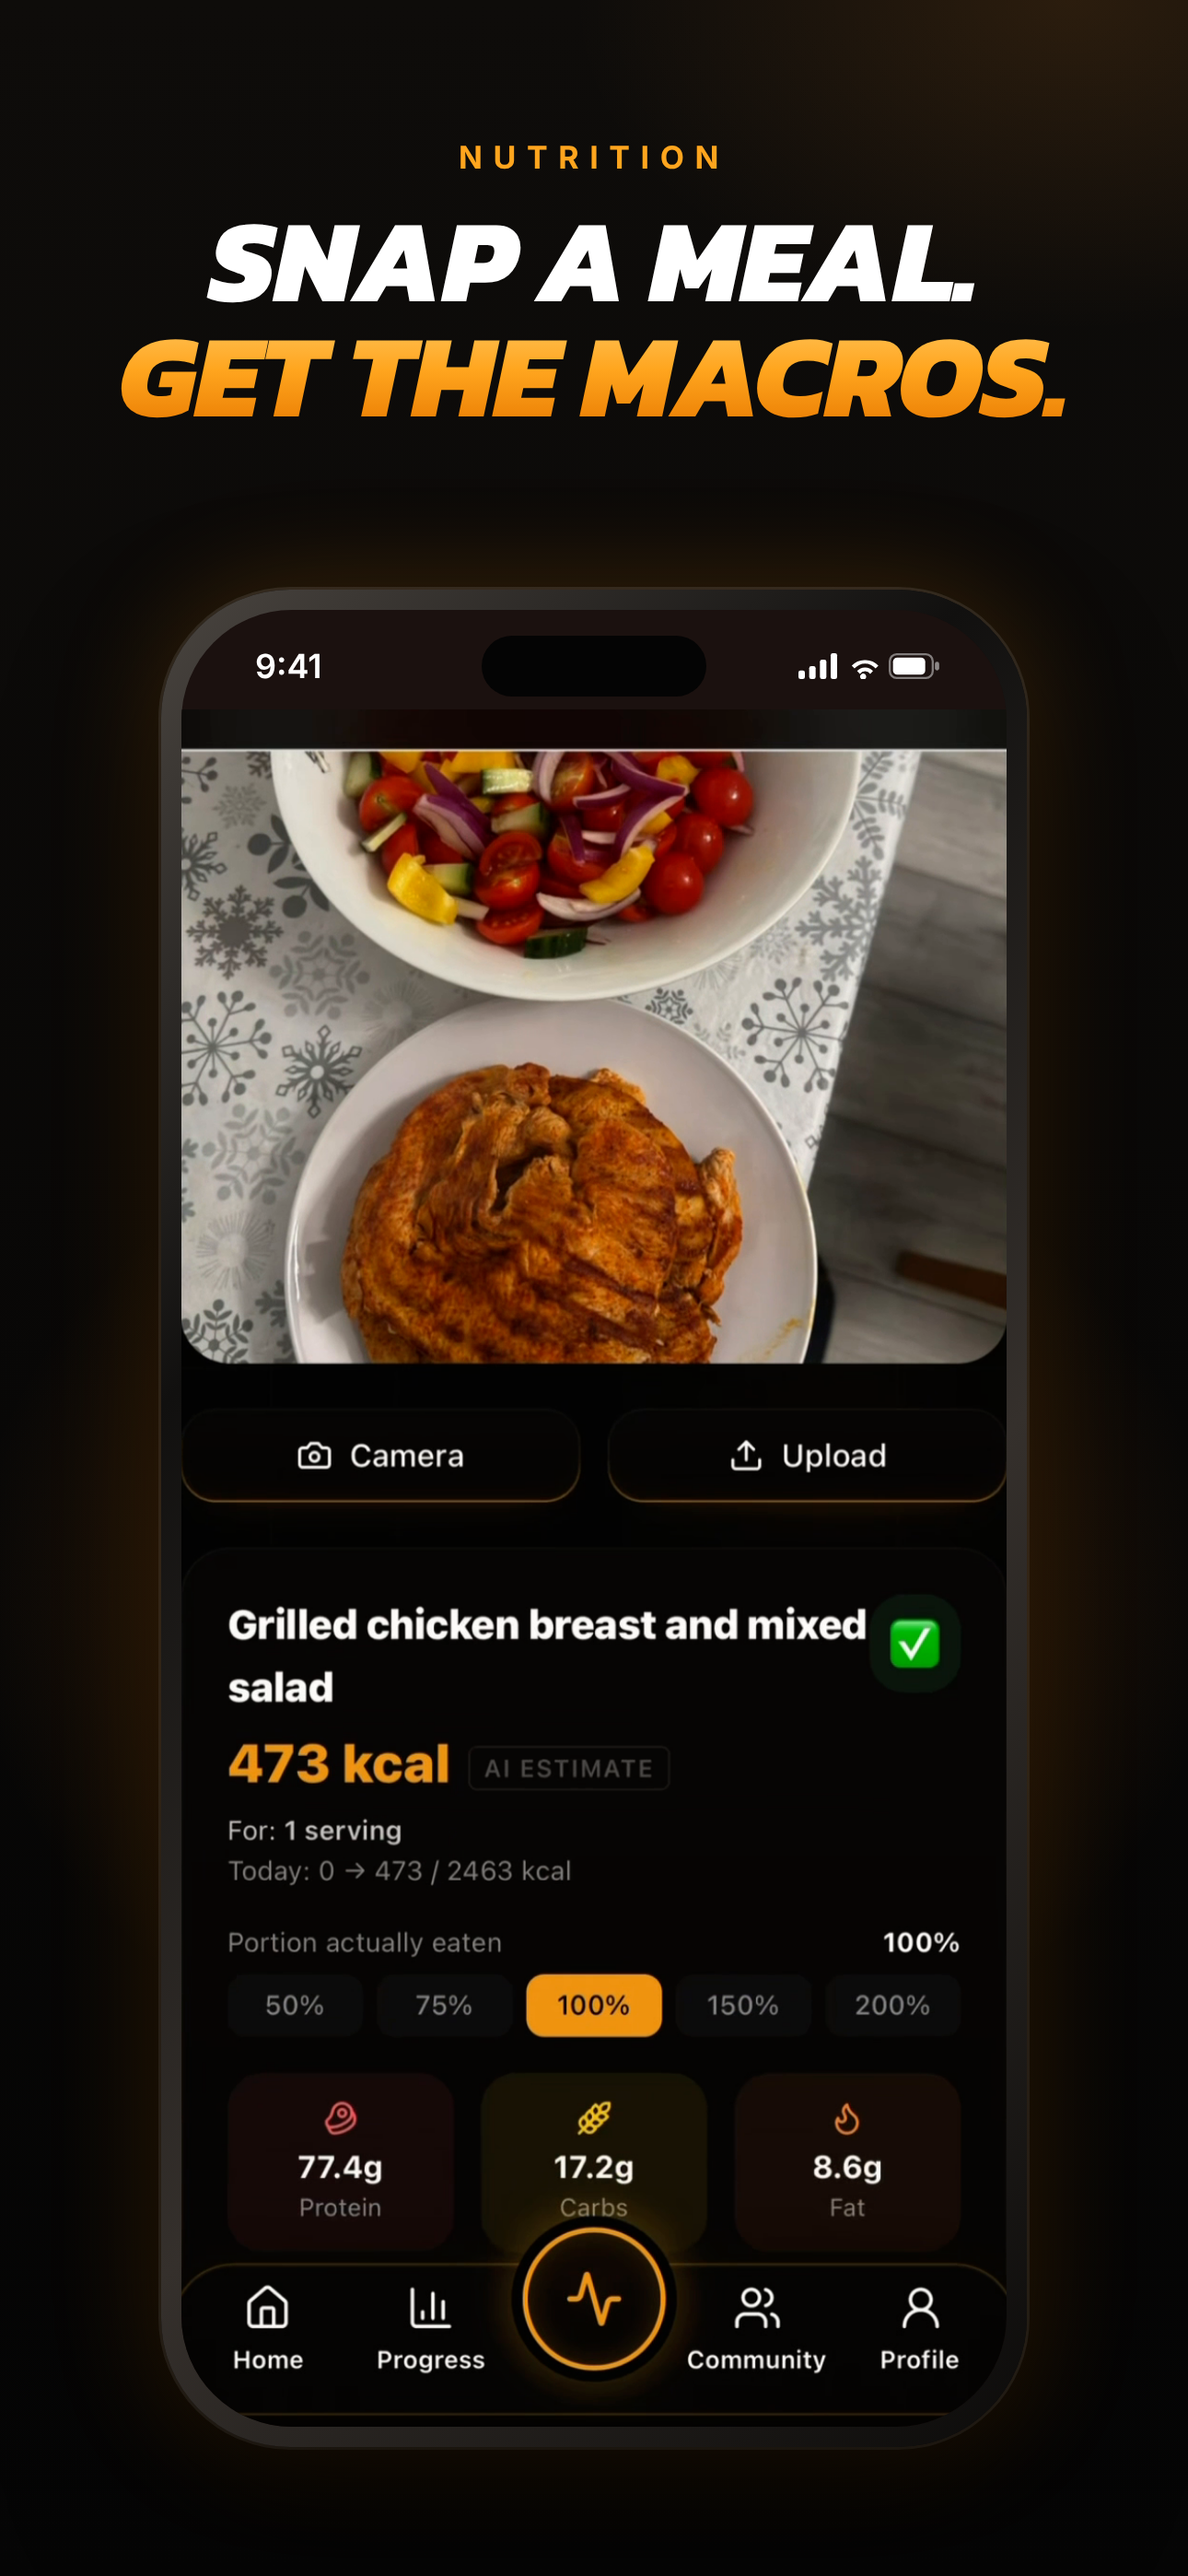 NUTRITION
SNAP A MEAL.
GET THE MACROS.
9:41
Camera
Upload
Grilled chicken breast and mixed
salad
473 kcal AI ESTIMATE
For: 1 serving
Today: 0 → 473 / 2463 kcal
Portion actually eaten 100%
50% 75% 100% 150% 200%
77.4g 17.2g 8.6g
Protein Carbs Fat
Home Progress Community Profile